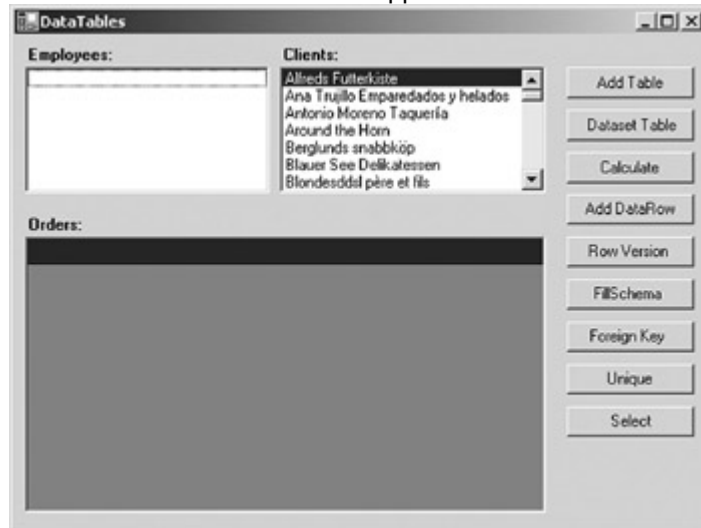 DataTables
Employees:
Clients:
Alfreds Futterkiste
Ana Trujillo Emparedados y helados
Antonio Moreno Taquería
Around the Horn
Berglunds snabbköp
Blauer See Delikatessen
Blondesddsl père et fils
Add Table
Dataset Table
Calculate
Add DataRow
Row Version
FillSchema
Foreign Key
Unique
Select
Orders: